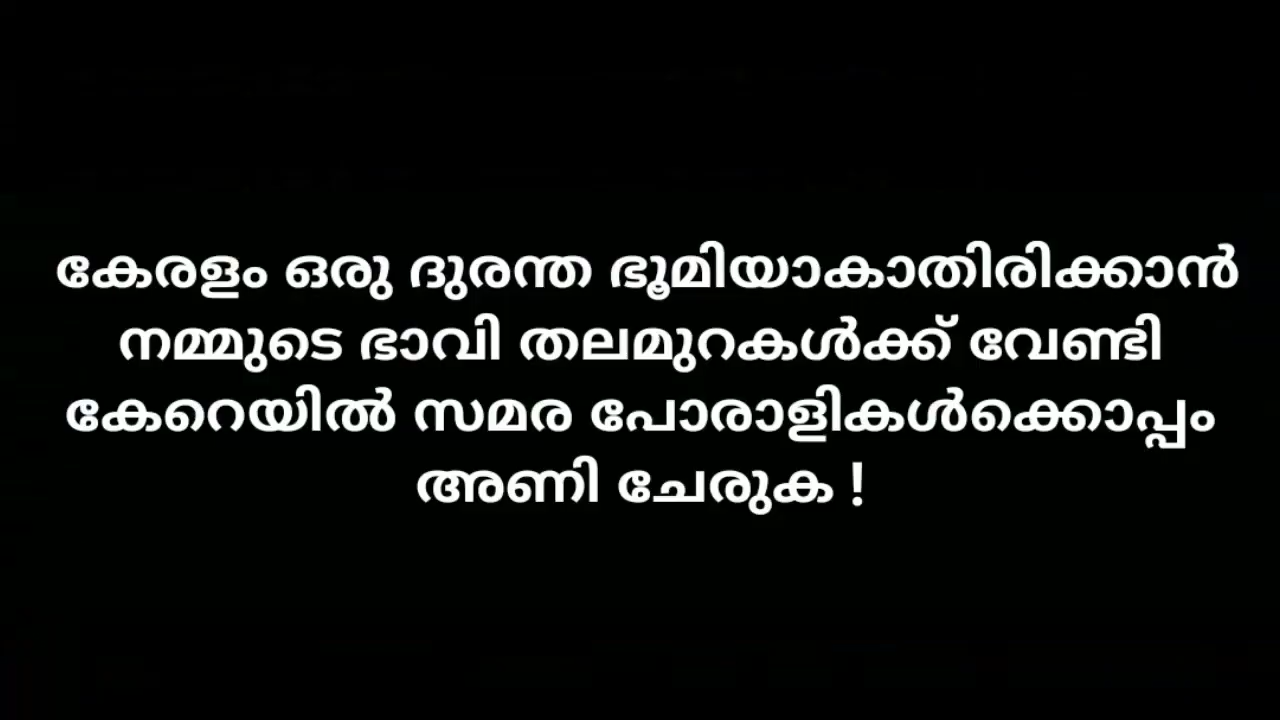 കേരളം ഒരു ദുരന്ത ഭൂമിയാകാതിരിക്കാൻ
നമ്മുടെ ഭാവി തലമുറകൾക്ക് വേണ്ടി
കേറെയിൽ സമര പോരാളികൾക്കൊപ്പം
അണി ചേരുക !